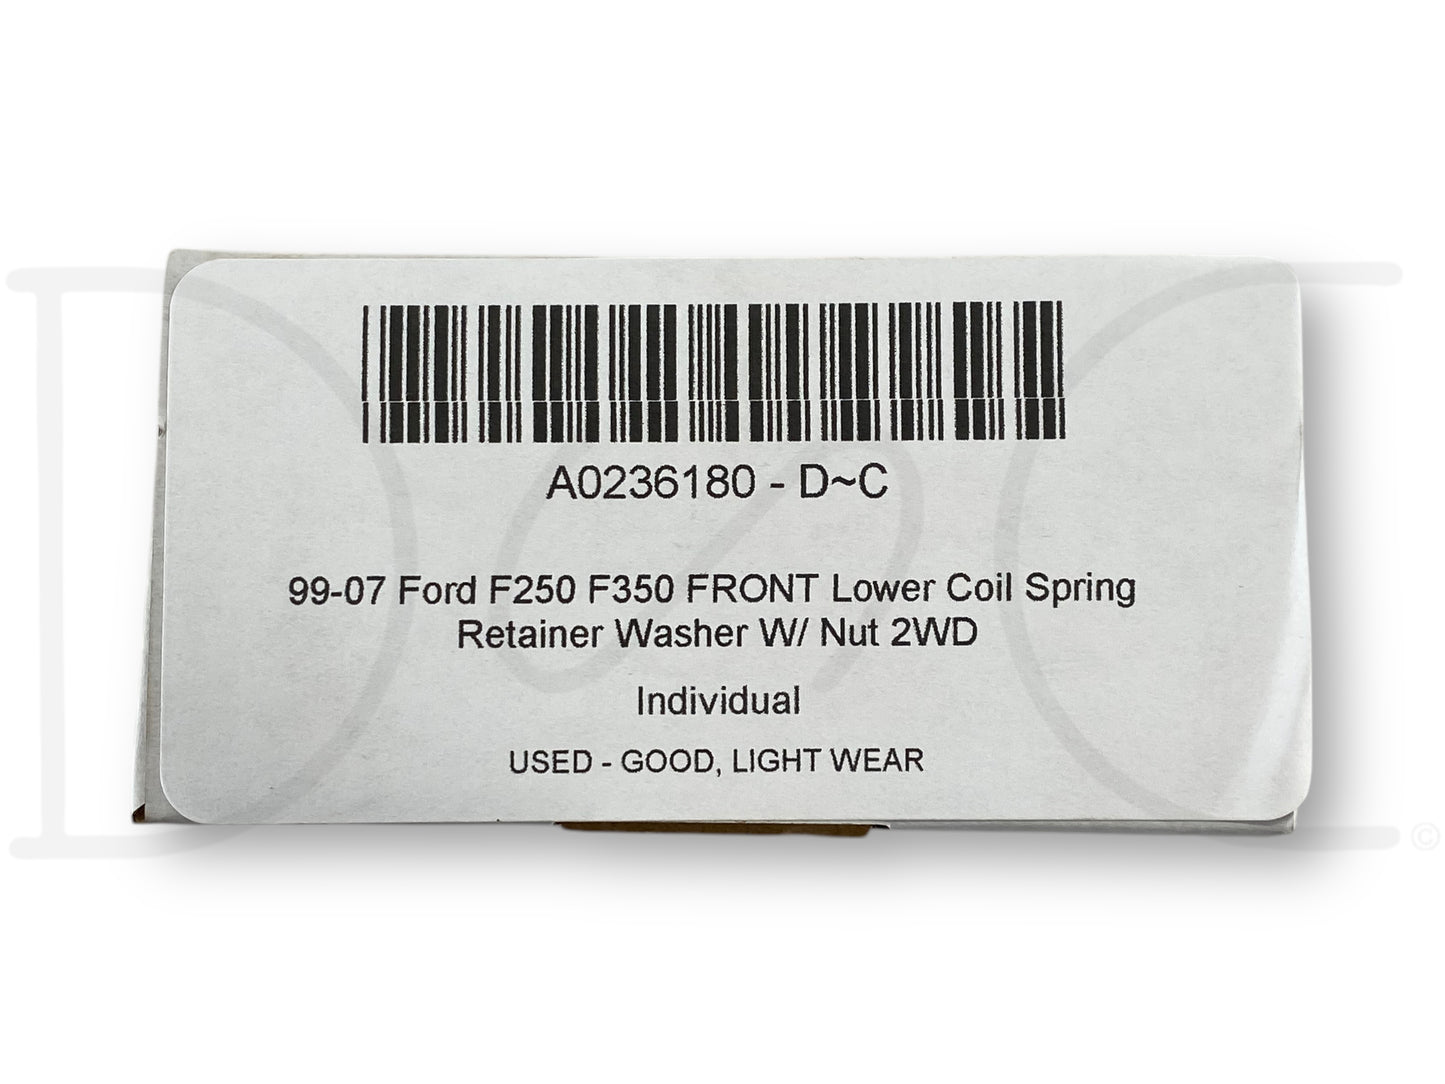 A0236180 - D~C
99-07 Ford F250 F350 FRONT Lower Coil Spring
Retainer Washer W/ Nut 2WD
Individual
USED - GOOD, LIGHT WEAR
D~C
©